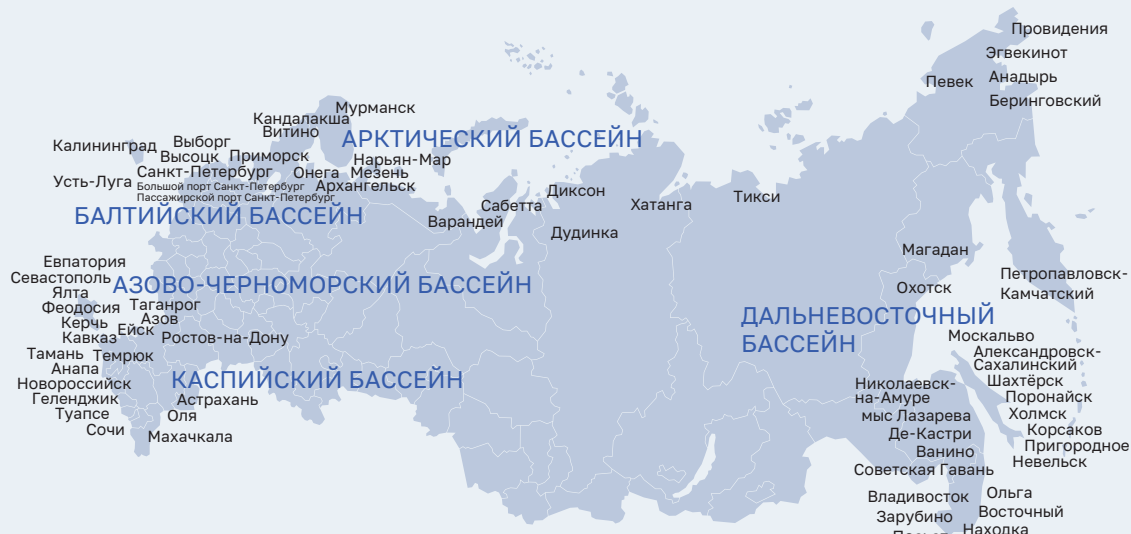 Провидения
Эгвекинот
Певек
Анадырь
Беринговский
Мурманск
Кандалакша
Витино
АРКТИЧЕСКИЙ БАССЕЙН
Калининград
Выборг
Высоцк
Приморск
Нарьян-Мар
Санкт-Петербург
Онега
Мезень
Усть-Луга
Большой порт Санкт-Петербург
Архангельск
Пассажирской порт Санкт-Петербург
Диксон
Тикси
Сабетта
Хатанга
БАЛТИЙСКИЙ БАССЕЙН
Варандей
Дудинка
Магадан
Евпатория
Севастополь
АЗОВО-ЧЕРНОМОРСКИЙ БАССЕЙН
Петропавловск-
Камчатский
Охотск
Ялта
Феодосия
Таганрог
Керчь
Азов
Ейск
Кавказ
Ростов-на-Дону
ДАЛЬНЕВОСТОЧНЫЙ
БАССЕЙН
Москальво
Тамань
Темрюк
Александровск-
Сахалинский
Анапа
КАСПИЙСКИЙ БАССЕЙН
Шахтёрск
Новороссийск
Николаевск-
на-Амуре
Геленджик
Астрахань
Поронайск
Туапсе
Оля
мыс Лазарева
Холмск
Сочи
Махачкала
Де-Кастри
Корсаков
Ванино
Пригородное
Советская Гавань
Невельск
Владивосток
Ольга
Зарубино
Восточный
Находка